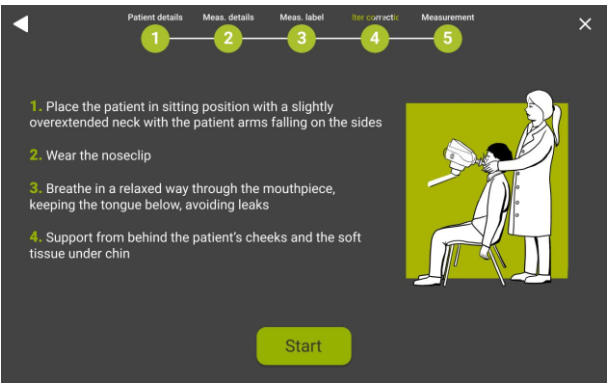 Patient details Meas. details Meas. label Iter correctic Measurement
1 2 3 4 5
1. Place the patient in sitting position with a slightly
overextended neck with the patient arms falling on the sides
2. Wear the noseclip
3. Breathe in a relaxed way through the mouthpiece,
keeping the tongue below, avoiding leaks
4. Support from behind the patient's cheeks and the soft
tissue under chin
Start